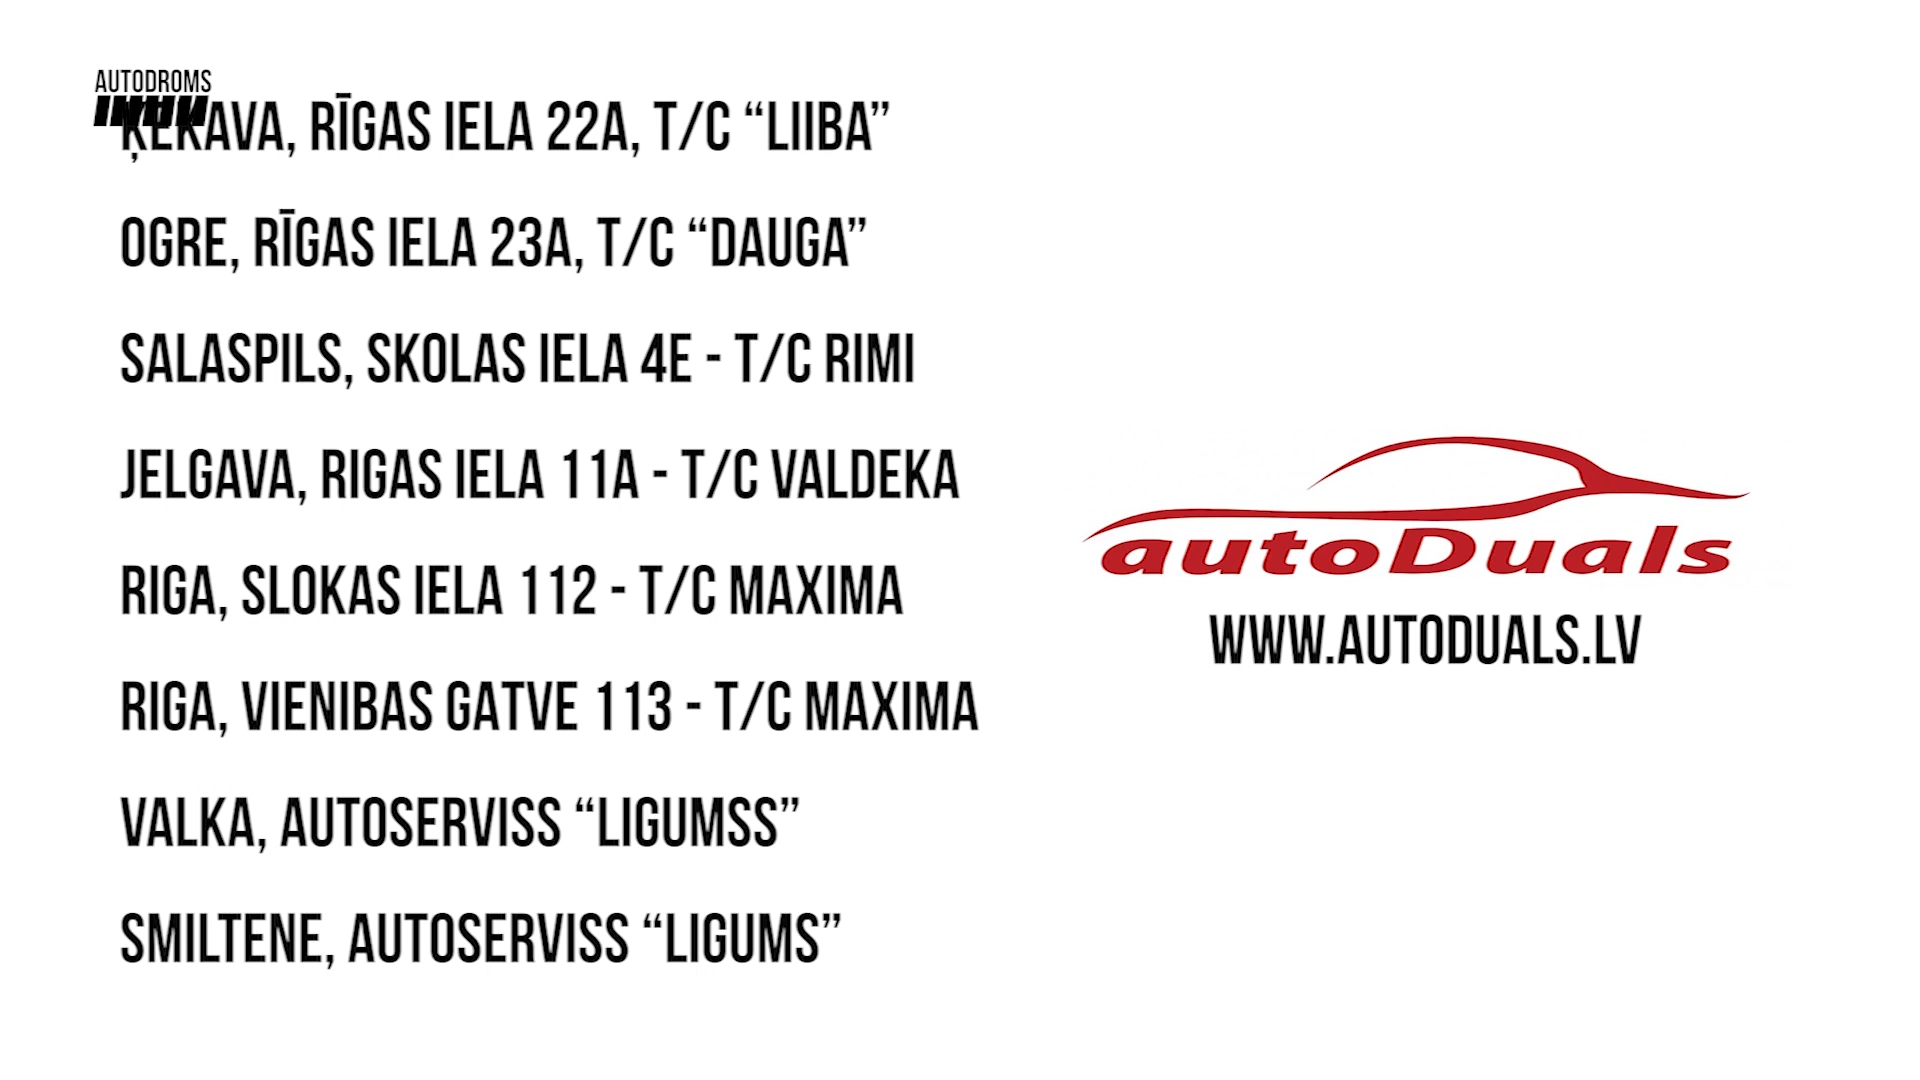 AUTODROMS
ĶEKAVA, RĪGAS IELA 22A, T/C “LIIBA”
OGRE, RĪGAS IELA 23A, T/C “DAUGA”
SALASPILS, SKOLAS IELA 4E - T/C RIMI
JELGAVA, RIGAS IELA 11A - T/C VALDEKA
RIGA, SLOKAS IELA 112 - T/C MAXIMA
RIGA, VIENIBAS GATVE 113 - T/C MAXIMA
VALKA, AUTOSERVISS “LIGUMSS”
SMILTENE, AUTOSERVISS “LIGUMS”
autoDuals
WWW.AUTODUALS.LV